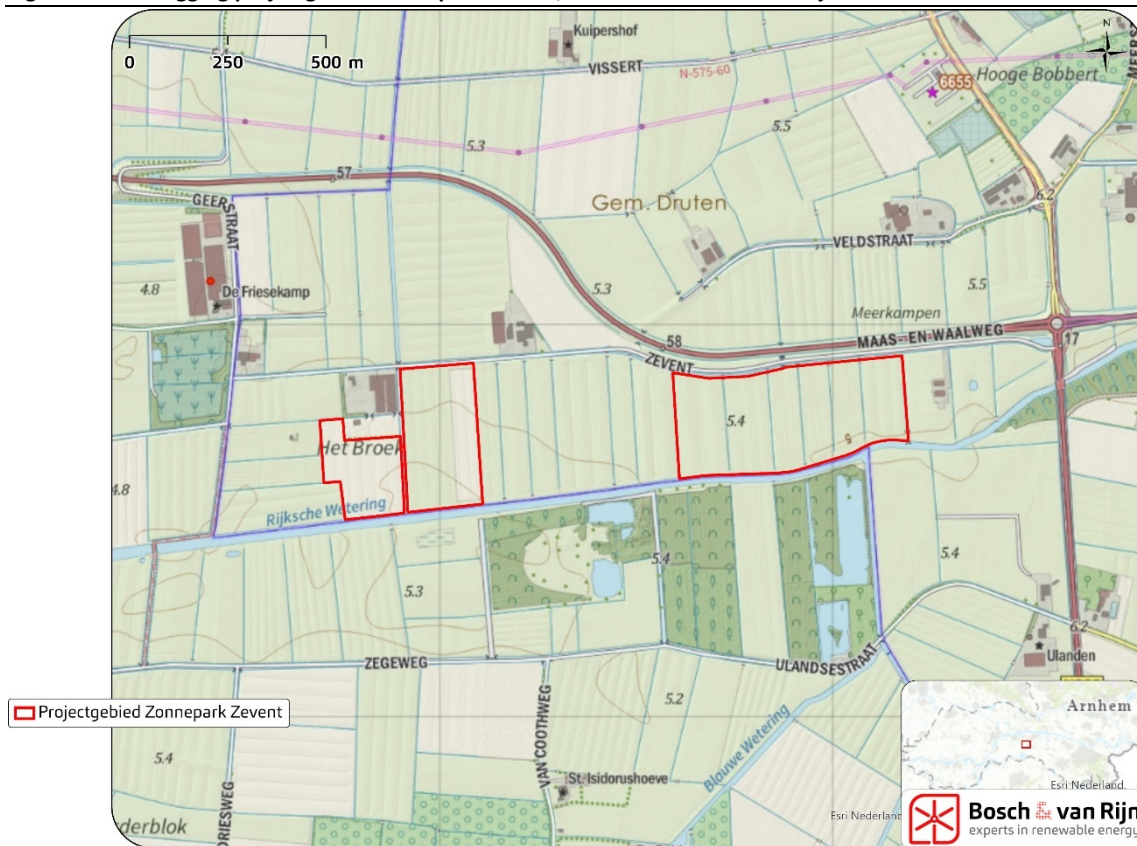 Kuipershof
0 250 500 m
VISSERT
N-575-60
N
6655
Hooge Bobbert
5.3
5.5
57
GEERSTRAAT
Gem. Druten
6.2
VELDSTRAAT
4.8
De Friesekamp
5.3
5.5
Meerkampen
58
MAAS- EN WAALWEG
17
ZEVENT
5.4
Het Broek
4.8
Rijksche Wetering
5.4
5.4
5.3
6.2
ZEGEWEG
ULANDSESTRAAT
Ulanden
5.2
Projectgebied Zonnepark Zevent
VAN COOTHWEG
Arnhem
5.4
Blauwe Wetering
St. Isidorushoeve
Esri Nederland
Esri Nederland
Bosch & van Rijn
experts in renewable energy
derblok
DRIESWEG